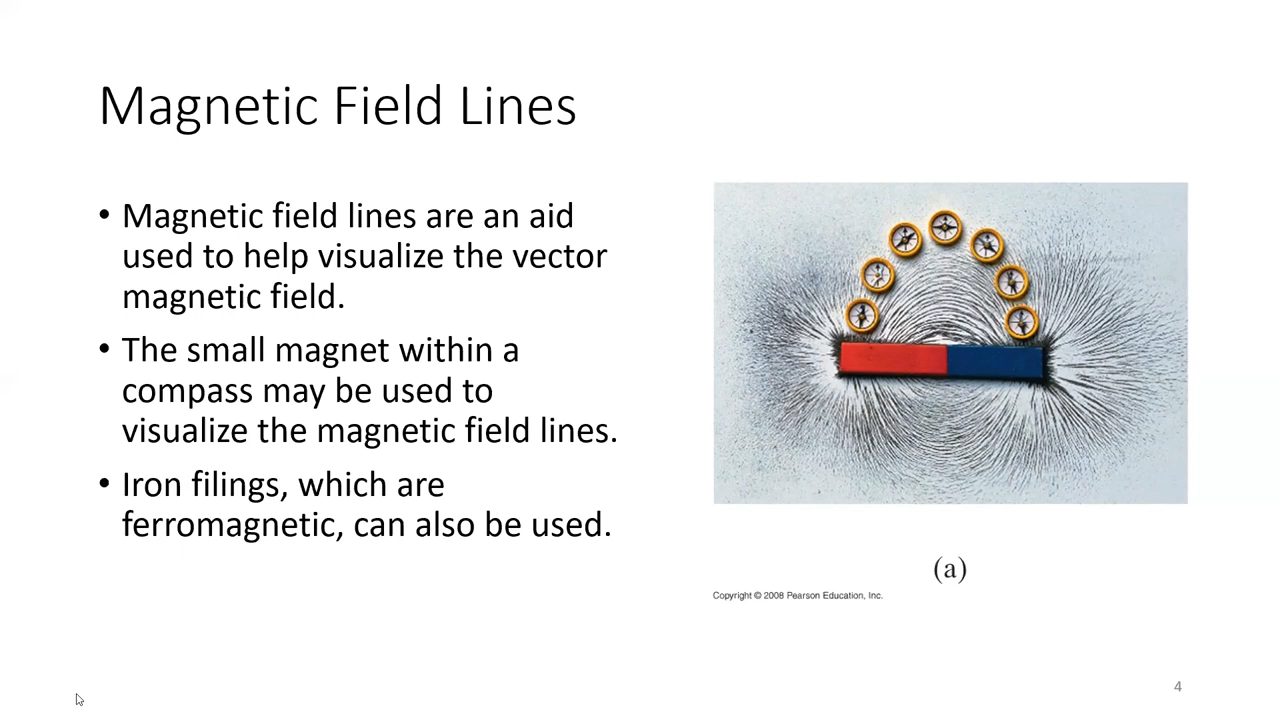 Magnetic Field Lines
• Magnetic field lines are an aid
used to help visualize the vector
magnetic field.
• The small magnet within a
compass may be used to
visualize the magnetic field lines.
• Iron filings, which are
ferromagnetic, can also be used.
(a)
Copyright © 2008 Pearson Education, Inc.
4